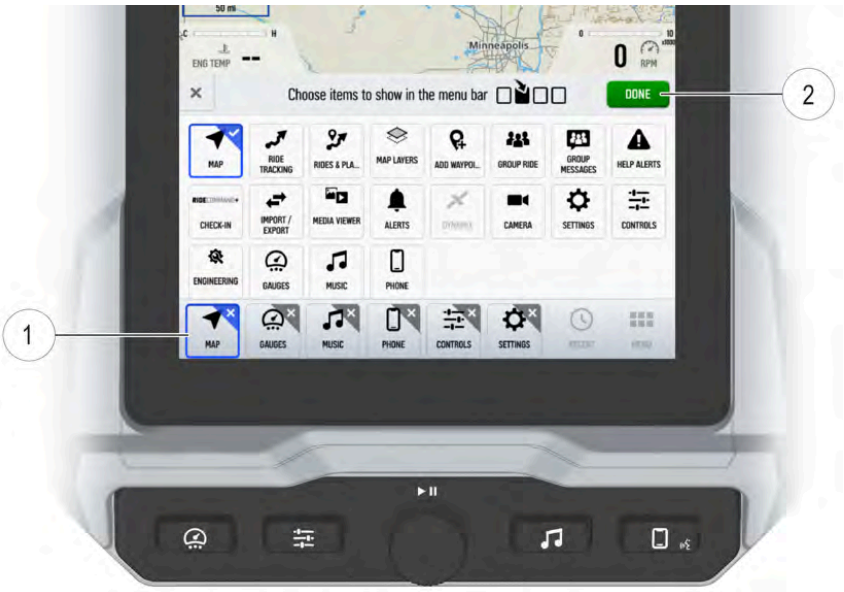 50 mi
C
H
ENG TEMP --
Minneapolis
0
10
x1000
0 RPM
Choose items to show in the menu bar
DONE
2
MAP
RIDE TRACKING
RIDES & PLA...
MAP LAYERS
ADD WAYPOI...
GROUP RIDE
GROUP MESSAGES
HELP ALERTS
RIDECOMMAND+
CHECK-IN
IMPORT / EXPORT
MEDIA VIEWER
ALERTS
DYNAMIX
CAMERA
SETTINGS
CONTROLS
ENGINEERING
GAUGES
MUSIC
PHONE
1
MAP
GAUGES
MUSIC
PHONE
CONTROLS
SETTINGS
RECENT
MENU